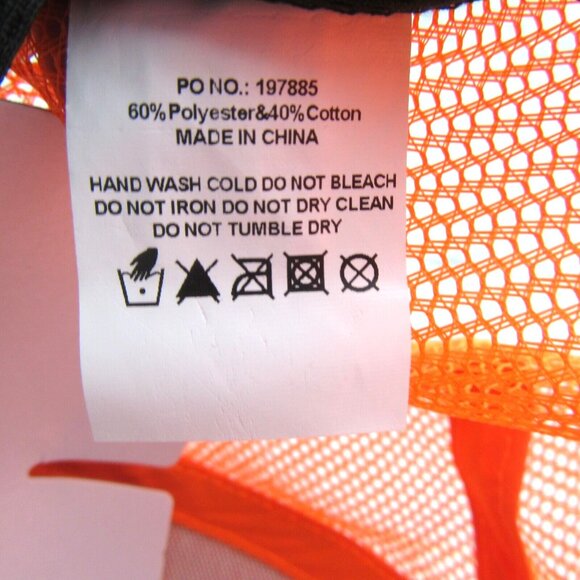 PO NO.: 197885
60%Polyester&40%Cotton
MADE IN CHINA
HAND WASH COLD DO NOT BLEACH
DO NOT IRON DO NOT DRY CLEAN
DO NOT TUMBLE DRY